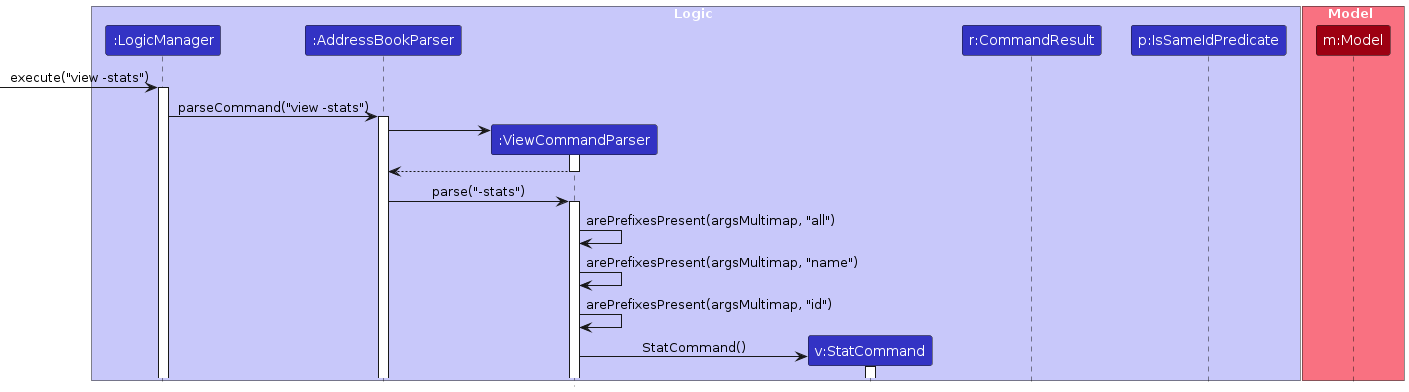 Logic
Model
:LogicManager
:AddressBookParser
r:CommandResult
p:IsSameIdPredicate
m:Model
execute("view -stats")
parseCommand("view -stats")
:ViewCommandParser
parse("-stats")
arePrefixesPresent(argsMultimap, "all")
arePrefixesPresent(argsMultimap, "name")
arePrefixesPresent(argsMultimap, "id")
StatCommand()
v:StatCommand